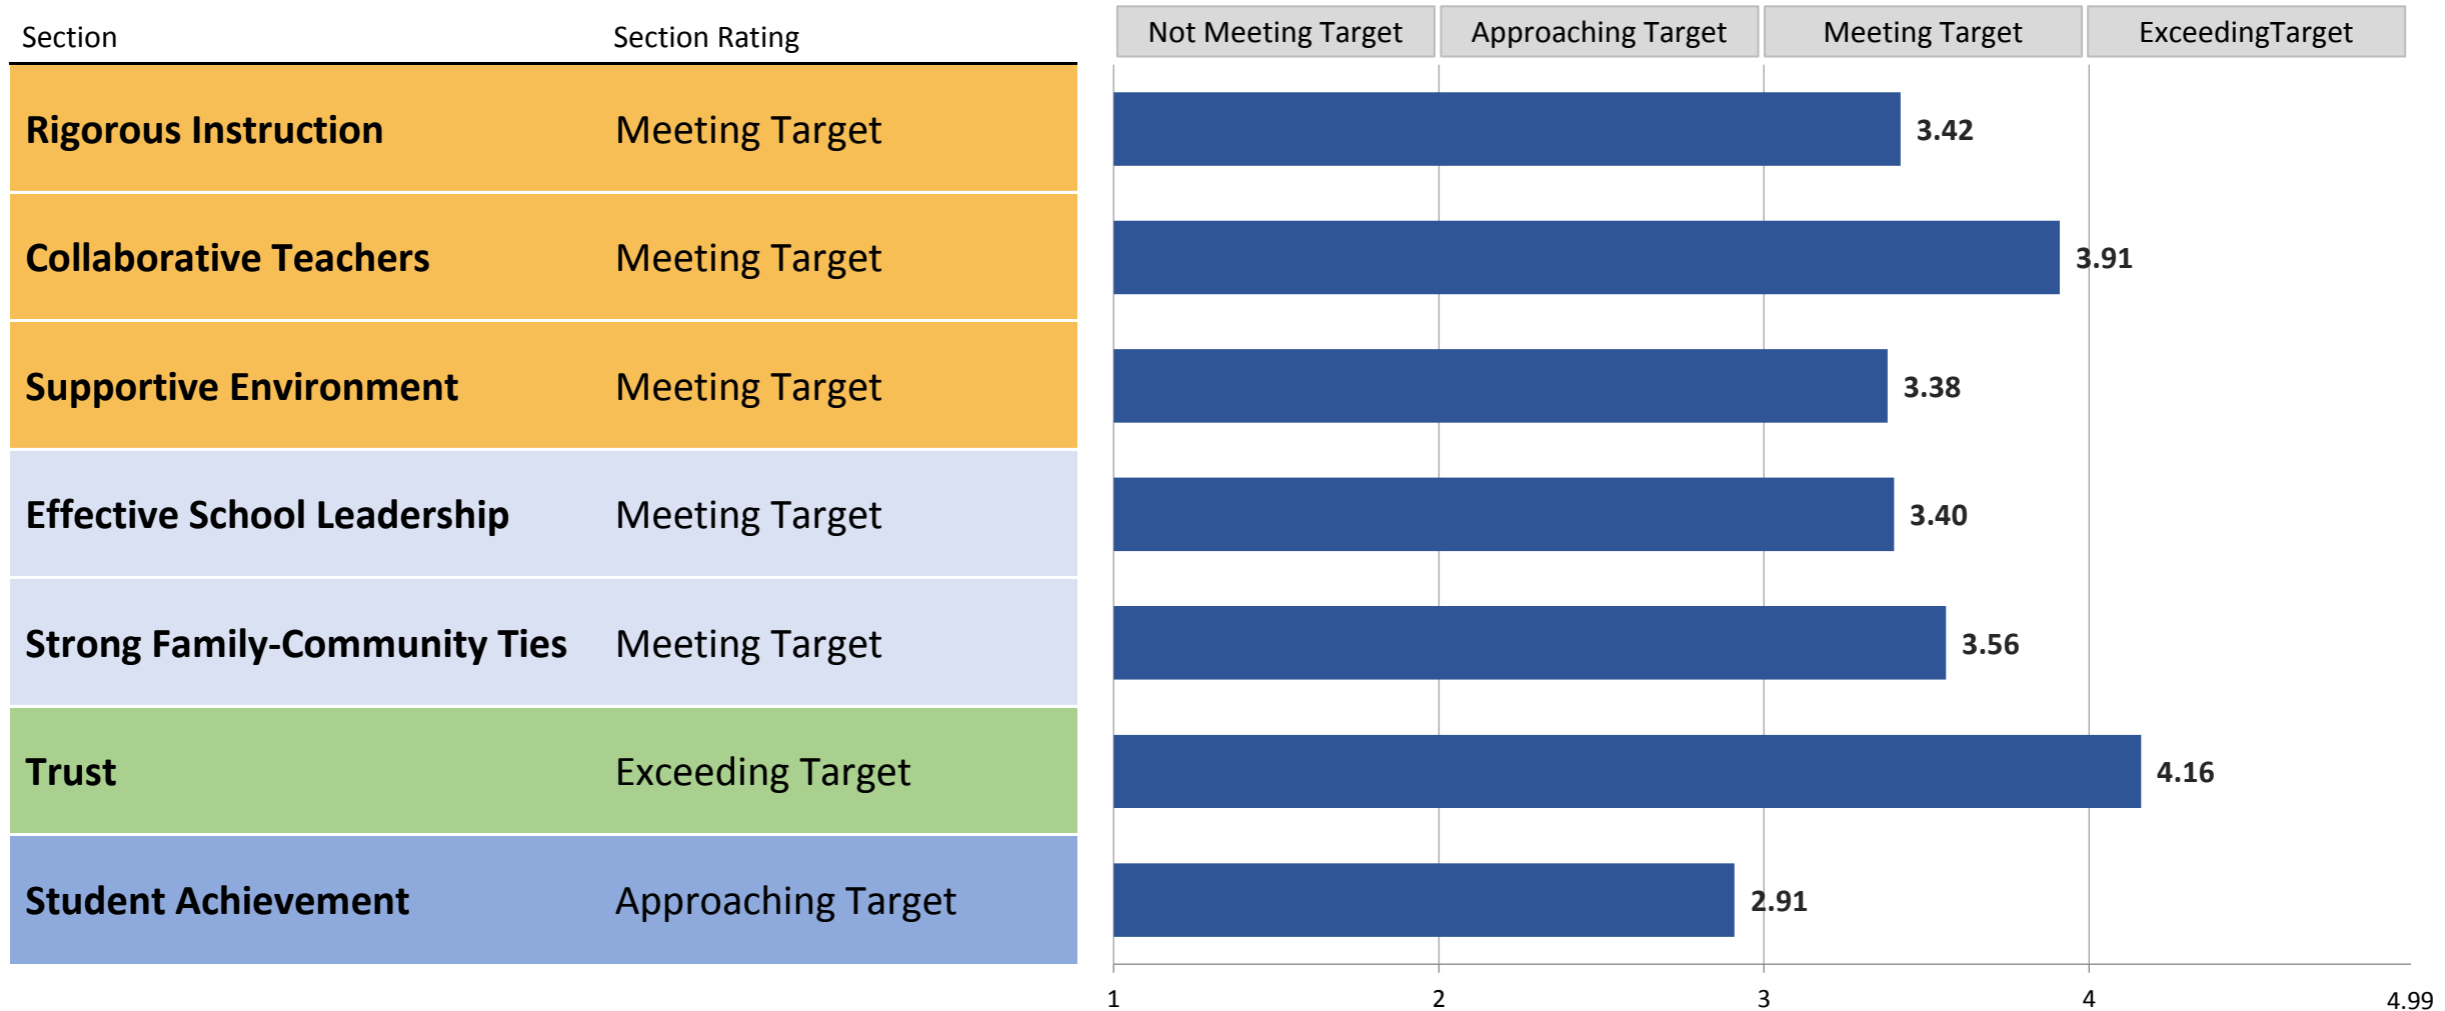 Section Section Rating Not Meeting Target Approaching Target Meeting Target ExceedingTarget
Rigorous Instruction Meeting Target 3.42
Collaborative Teachers Meeting Target 3.91
Supportive Environment Meeting Target 3.38
Effective School Leadership Meeting Target 3.40
Strong Family-Community Ties Meeting Target 3.56
Trust Exceeding Target 4.16
Student Achievement Approaching Target 2.91
1 2 3 4 4.99